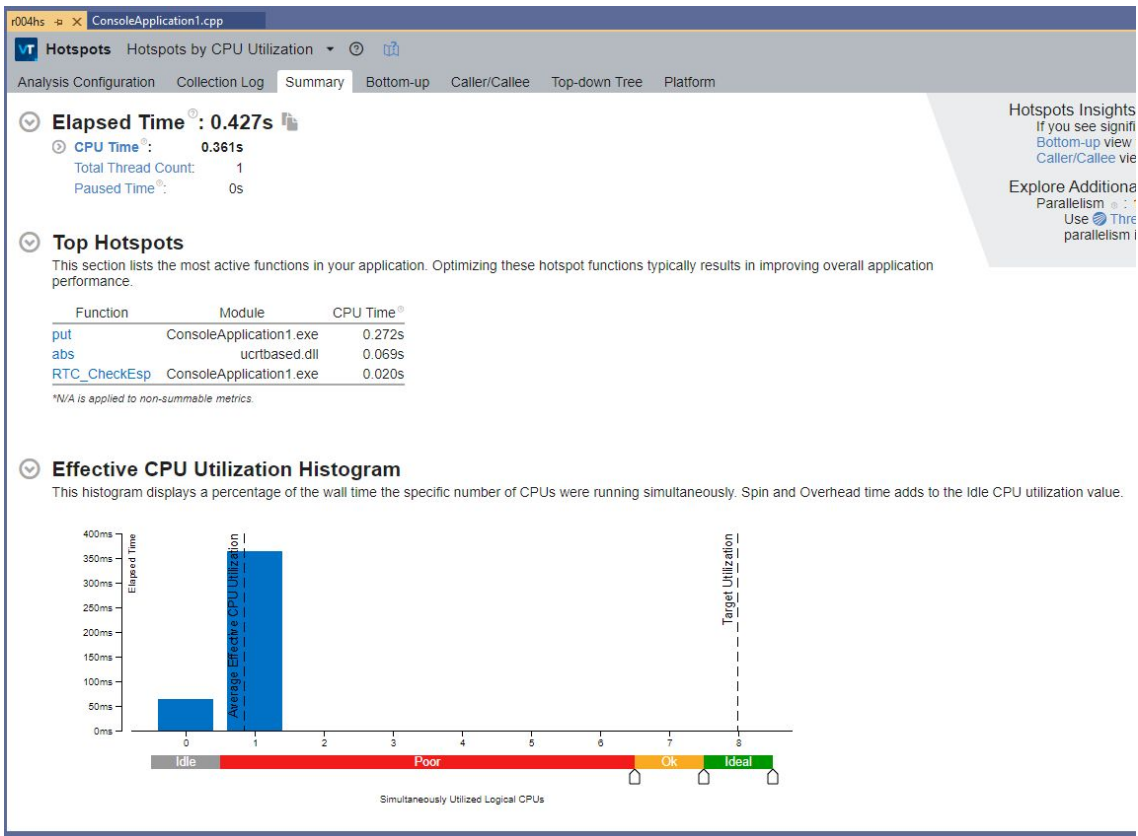 r004hs ConsoleApplication1.cpp
VT Hotspots Hotspots by CPU Utilization
Analysis Configuration Collection Log Summary Bottom-up Caller/Callee Top-down Tree Platform
Elapsed Time: 0.427s
CPU Time: 0.361s
Total Thread Count: 1
Paused Time: 0s
Hotspots Insights
If you see signifi
Bottom-up view
Caller/Callee vie
Explore Additiona
Parallelism :
Use Thre
parallelism i
Top Hotspots
This section lists the most active functions in your application. Optimizing these hotspot functions typically results in improving overall application
performance.
Function Module CPU Time
put ConsoleApplication1.exe 0.272s
abs ucrtbased.dll 0.069s
RTC_CheckEsp ConsoleApplication1.exe 0.020s
*N/A is applied to non-summable metrics.
Effective CPU Utilization Histogram
This histogram displays a percentage of the wall time the specific number of CPUs were running simultaneously. Spin and Overhead time adds to the Idle CPU utilization value.
400ms
350ms
300ms
250ms
200ms
150ms
100ms
50ms
0ms
Elapsed Time
Average Effective CPU Utilization
Target Utilization
0 1 2 3 4 5 6 7 8
Idle Poor Ok Ideal
Simultaneously Utilized Logical CPUs